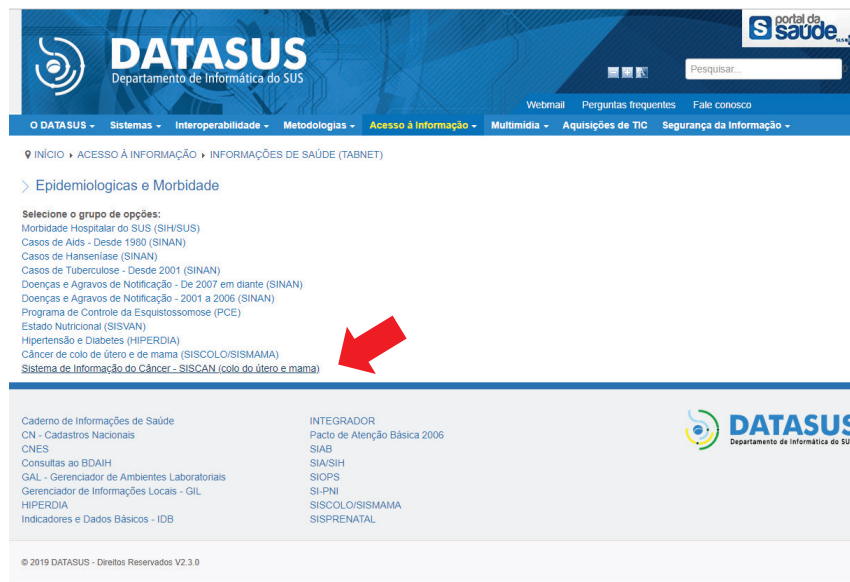 portal da
saúde
DATASUS
Departamento de Informática do SUS
Pesquisar...
Webmail Perguntas frequentes Fale conosco
O DATASUS Sistemas Interoperabilidade Metodologias Acesso à Informação Multimídia Aquisições de TIC Segurança da Informação
INÍCIO ACESSO À INFORMAÇÃO INFORMAÇÕES DE SAÚDE (TABNET)
Epidemiologicas e Morbidade
Selecione o grupo de opções:
Morbidade Hospitalar do SUS (SIH/SUS)
Casos de Aids - Desde 1980 (SINAN)
Casos de Hanseníase (SINAN)
Casos de Tuberculose - Desde 2001 (SINAN)
Doenças e Agravos de Notificação - De 2007 em diante (SINAN)
Doenças e Agravos de Notificação - 2001 a 2006 (SINAN)
Programa de Controle da Esquistossomose (PCE)
Estado Nutricional (SISVAN)
Hipertensão e Diabetes (HIPERDIA)
Câncer de colo de útero e de mama (SISCOLO/SISMAMA)
Sistema de Informação do Câncer - SISCAN (colo do útero e mama)
Caderno de Informações de Saúde
CN - Cadastros Nacionais
CNES
Consultas ao BDAIH
GAL - Gerenciador de Ambientes Laboratoriais
Gerenciador de Informações Locais - GIL
HIPERDIA
Indicadores e Dados Básicos - IDB
INTEGRADOR
Pacto de Atenção Básica 2006
SIAB
SIA/SIH
SIOPS
SI-PNI
SISCOLO/SISMAMA
SISPRENATAL
DATASUS
Departamento de Informática do SU
© 2019 DATASUS - Direitos Reservados V2.3.0